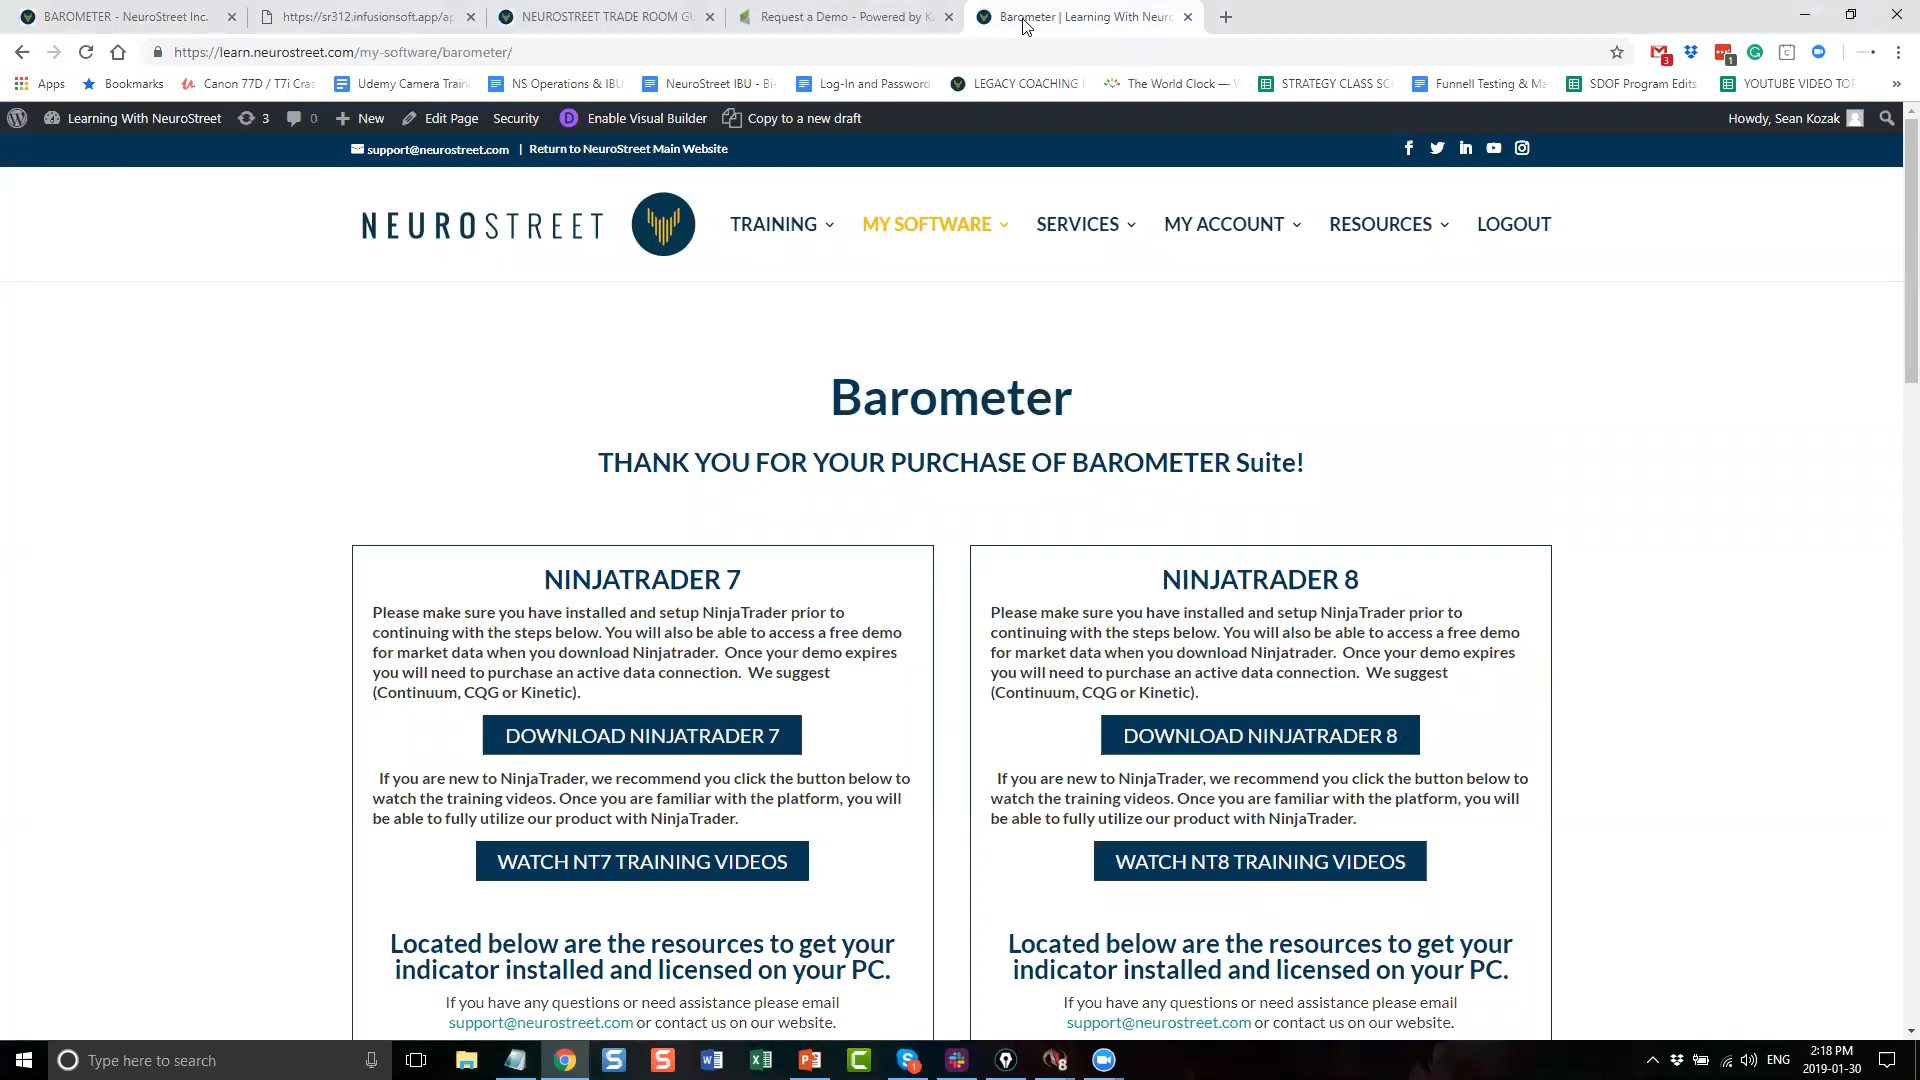 BAROMETER - NeuroStreet Inc.
https://sr312.infusionsoft.app/ap
NEUROSTREET TRADE ROOM GU
Request a Demo - Powered by K
Barometer | Learning With Neuro
https://learn.neurostreet.com/my-software/barometer/
3
1
Apps
Bookmarks
Canon 77D / T7i Cra
Udemy Camera Traini
NS Operations & IBU
NeuroStreet IBU - Bi
Log-In and Password
LEGACY COACHING
The World Clock —
STRATEGY CLASS SC
Funnell Testing & M
SDOF Program Edits
YOUTUBE VIDEO TOP
»
Learning With NeuroStreet
3
0
New
Edit Page
Security
Enable Visual Builder
Copy to a new draft
Howdy, Sean Kozak
support@neurostreet.com | Return to NeuroStreet Main Website
NEUROSTREET
TRAINING
MY SOFTWARE
SERVICES
MY ACCOUNT
RESOURCES
LOGOUT
Barometer
THANK YOU FOR YOUR PURCHASE OF BAROMETER Suite!
NINJATRADER 7
Please make sure you have installed and setup NinjaTrader prior to
continuing with the steps below. You will also be able to access a free demo
for market data when you download Ninjatrader. Once your demo expires
you will need to purchase an active data connection. We suggest
(Continuum, CQG or Kinetic).
DOWNLOAD NINJATRADER 7
If you are new to NinjaTrader, we recommend you click the button below to
watch the training videos. Once you are familiar with the platform, you will
be able to fully utilize our product with NinjaTrader.
WATCH NT7 TRAINING VIDEOS
Located below are the resources to get your
indicator installed and licensed on your PC.
If you have any questions or need assistance please email
support@neurostreet.com or contact us on our website.
NINJATRADER 8
Please make sure you have installed and setup NinjaTrader prior to
continuing with the steps below. You will also be able to access a free demo
for market data when you download Ninjatrader. Once your demo expires
you will need to purchase an active data connection. We suggest
(Continuum, CQG or Kinetic).
DOWNLOAD NINJATRADER 8
If you are new to NinjaTrader, we recommend you click the button below to
watch the training videos. Once you are familiar with the platform, you will
be able to fully utilize our product with NinjaTrader.
WATCH NT8 TRAINING VIDEOS
Located below are the resources to get your
indicator installed and licensed on your PC.
If you have any questions or need assistance please email
support@neurostreet.com or contact us on our website.
Type here to search
ENG
2:18 PM
2019-01-30